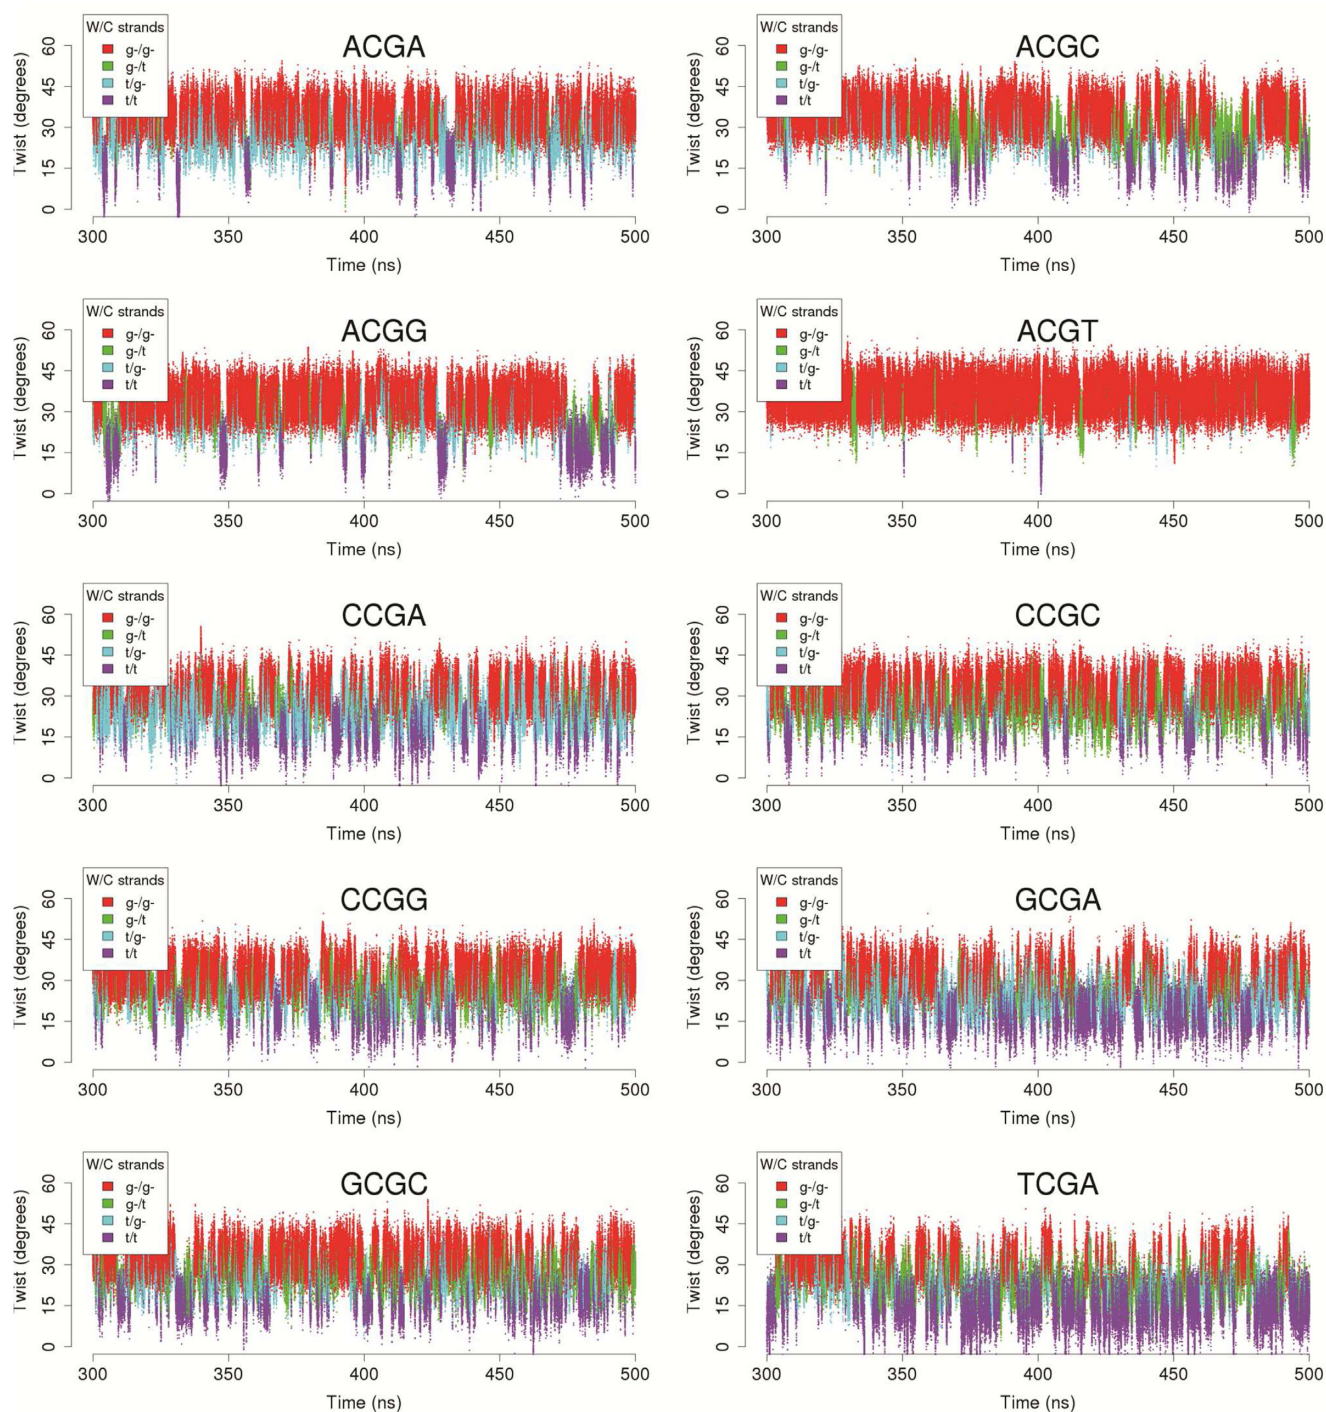 W/C strands
g-/g-
g-/t
t/g-
t/t
ACGA
Twist (degrees)
60
45
30
15
0
300
350
400
450
500
Time (ns)
W/C strands
g-/g-
g-/t
t/g-
t/t
ACGC
Twist (degrees)
60
45
30
15
0
300
350
400
450
500
Time (ns)
W/C strands
g-/g-
g-/t
t/g-
t/t
ACGG
Twist (degrees)
60
45
30
15
0
300
350
400
450
500
Time (ns)
W/C strands
g-/g-
g-/t
t/g-
t/t
ACGT
Twist (degrees)
60
45
30
15
0
300
350
400
450
500
Time (ns)
W/C strands
g-/g-
g-/t
t/g-
t/t
CCGA
Twist (degrees)
60
45
30
15
0
300
350
400
450
500
Time (ns)
W/C strands
g-/g-
g-/t
t/g-
t/t
CCGC
Twist (degrees)
60
45
30
15
0
300
350
400
450
500
Time (ns)
W/C strands
g-/g-
g-/t
t/g-
t/t
CCGG
Twist (degrees)
60
45
30
15
0
300
350
400
450
500
Time (ns)
W/C strands
g-/g-
g-/t
t/g-
t/t
GCGA
Twist (degrees)
60
45
30
15
0
300
350
400
450
500
Time (ns)
W/C strands
g-/g-
g-/t
t/g-
t/t
GCGC
Twist (degrees)
60
45
30
15
0
300
350
400
450
500
Time (ns)
W/C strands
g-/g-
g-/t
t/g-
t/t
TCGA
Twist (degrees)
60
45
30
15
0
300
350
400
450
500
Time (ns)